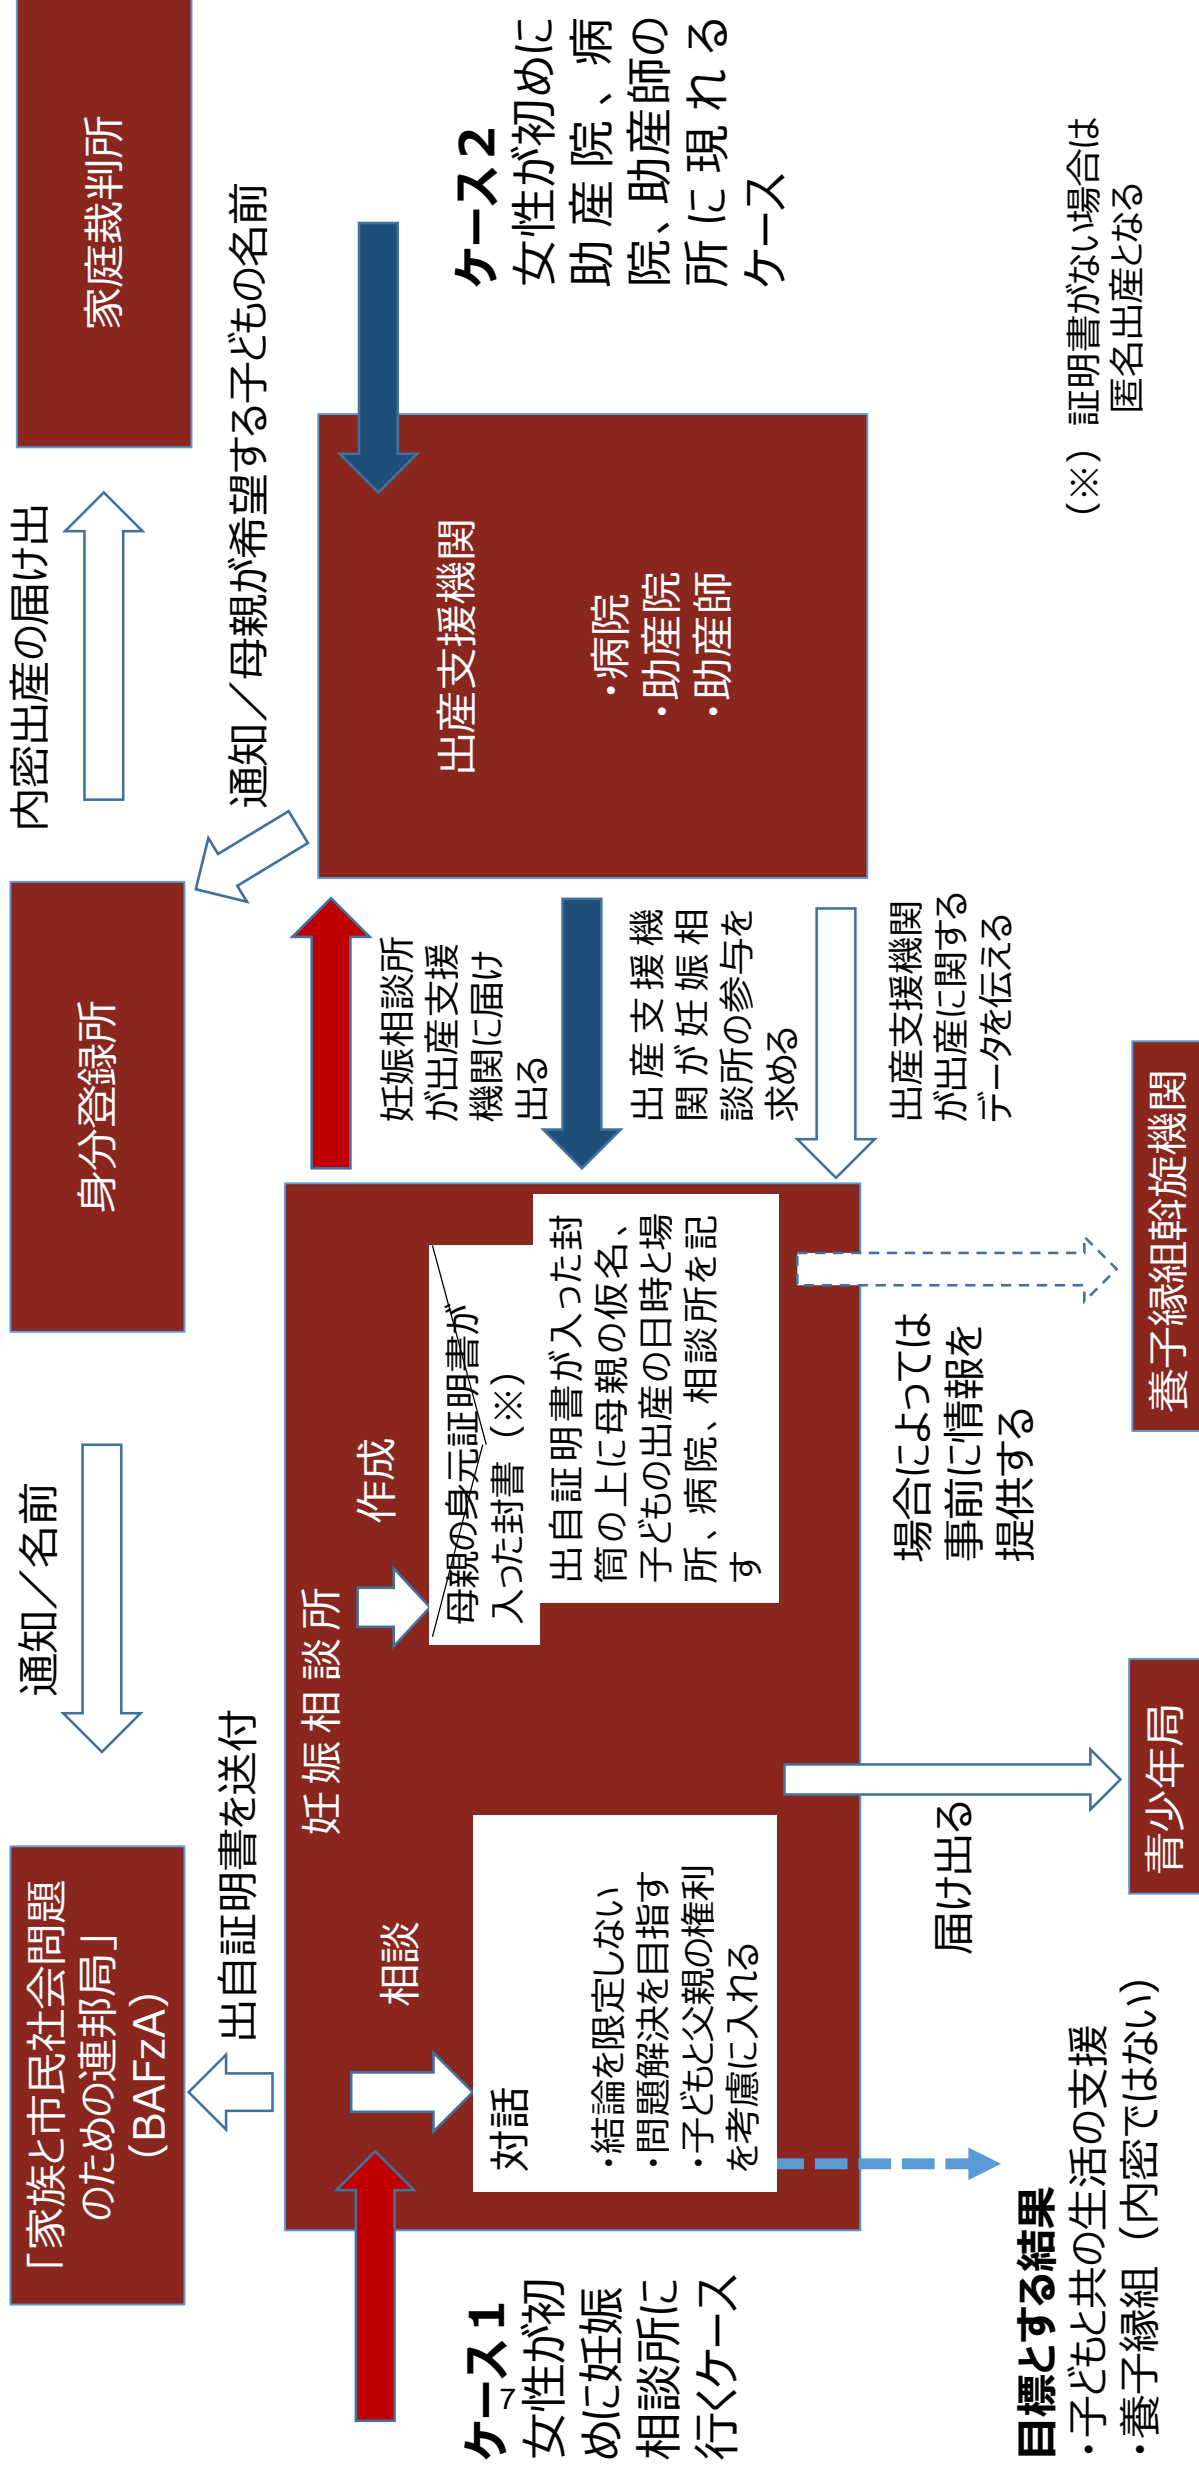 「家族と市民社会問題
のための連邦局」
（BAFzA）
通知／名前
身分登録所
内密出産の届け出
家庭裁判所
出自証明書を送付
通知／母親が希望する子どもの名前
ケース１
女性が初
めに妊娠
相談所に
行くケース
7
妊娠相談所
相談
対話
・結論を限定しない
・問題解決を目指す
・子どもと父親の権利
を考慮に入れる
作成
母親の身元証明書が
入った封書（※）
出自証明書が入った封
筒の上に母親の仮名、
子どもの出産の日時と場
所、病院、相談所を記
す
妊娠相談所
が出産支援
機関に届け
出る
出産支援機
関が妊娠相
談所の参与を
求める
出産支援機関
が出産に関する
データを伝える
出産支援機関
・病院
・助産院
・助産師
ケース２
女性が初めに
助産院、病
院、助産師の
所に現れる
ケース
目標とする結果
・子どもと共の生活の支援
・養子縁組（内密ではない）
届け出る
青少年局
場合によっては
事前に情報を
提供する
養子縁組斡旋機関
（※）証明書がない場合は
匿名出産となる